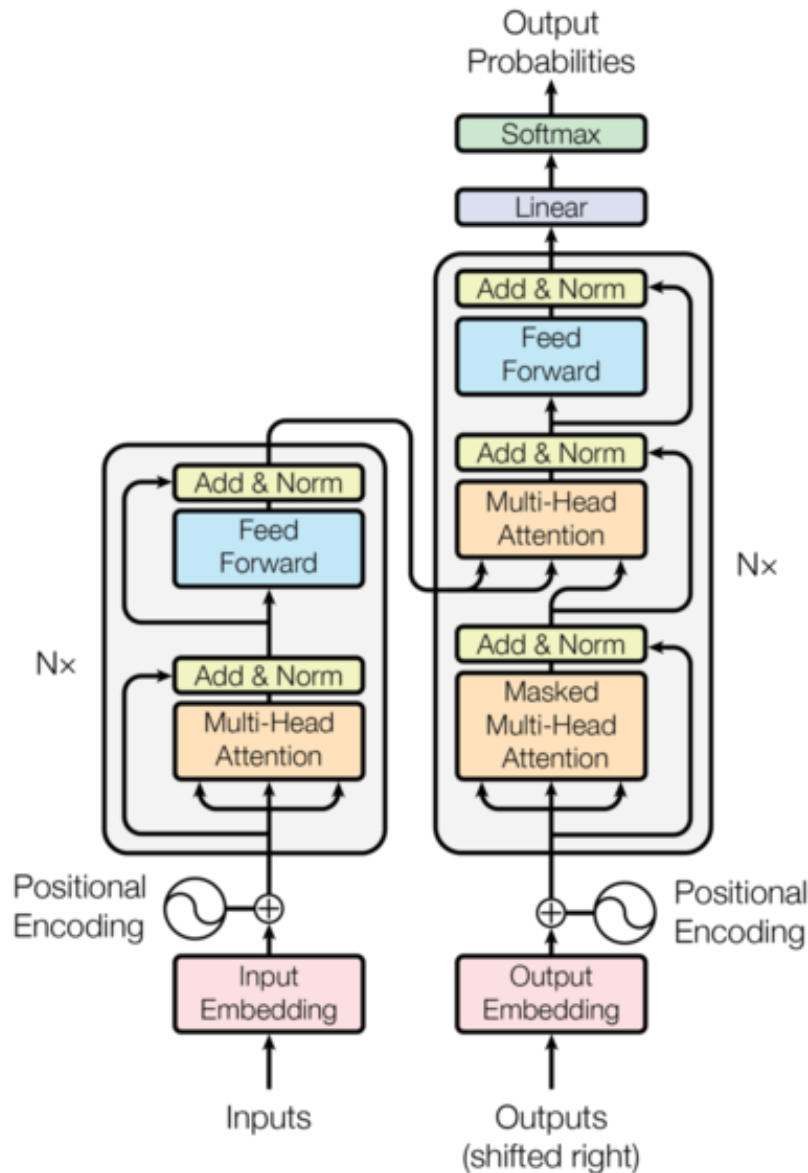 Output
Probabilities
Softmax
Linear
Add & Norm
Feed
Forward
Add & Norm
Multi-Head
Attention
Add & Norm
Masked
Multi-Head
Attention
Nx
Add & Norm
Feed
Forward
Add & Norm
Multi-Head
Attention
Nx
Positional
Encoding
Positional
Encoding
Input
Embedding
Output
Embedding
Inputs
Outputs
(shifted right)